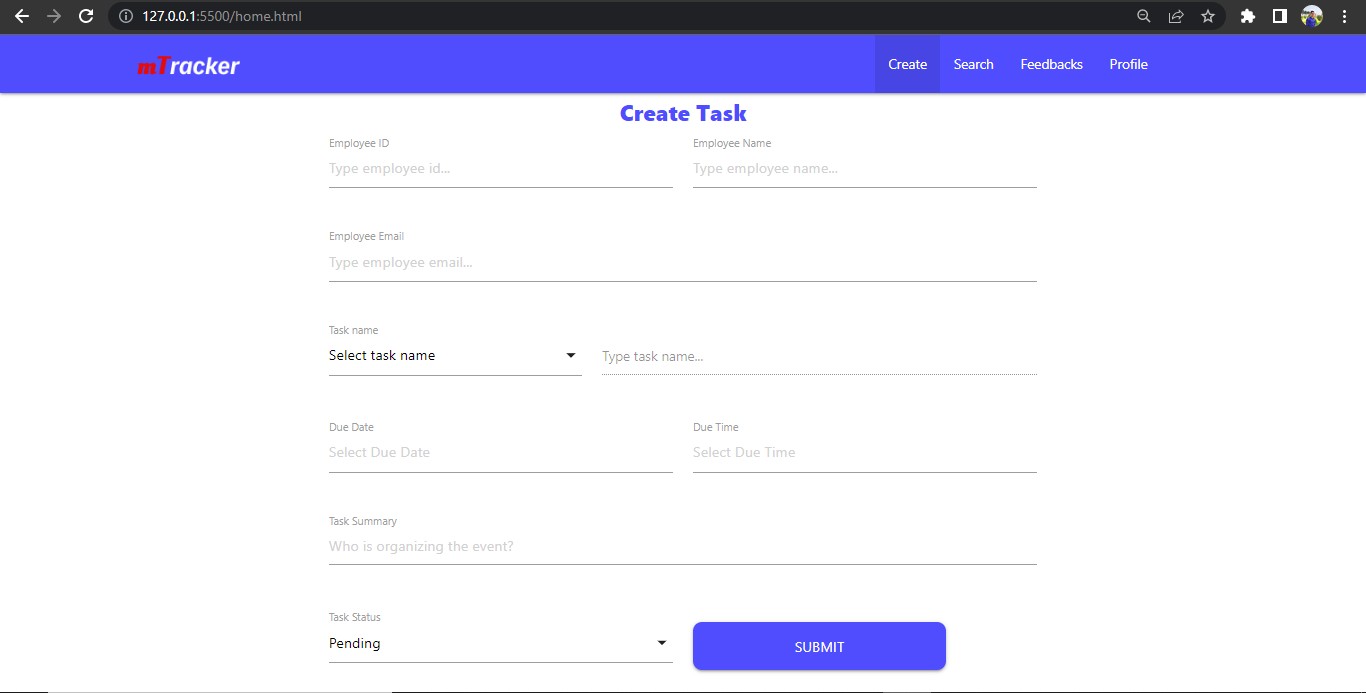 127.0.0.1:5500/home.html
mTracker Create Search Feedbacks Profile
Create Task
Employee ID Employee Name
Type employee id... Type employee name...
Employee Email
Type employee email...
Task name
Select task name Type task name...
Due Date Due Time
Select Due Date Select Due Time
Task Summary
Who is organizing the event?
Task Status
Pending SUBMIT